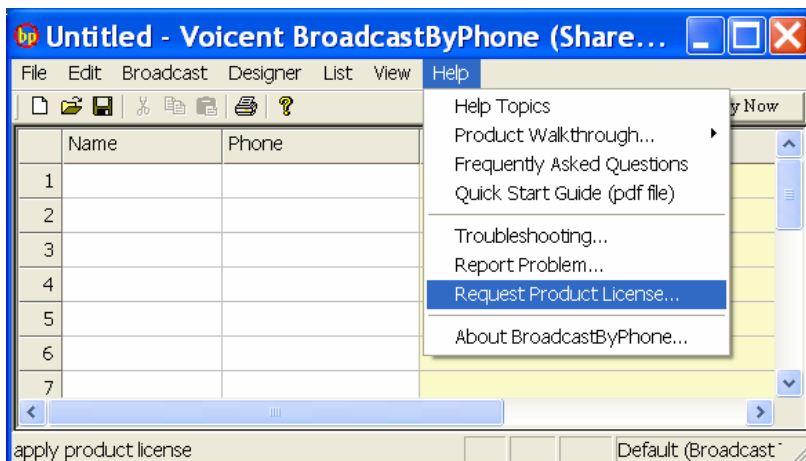 bp Untitled - Voicent BroadcastByPhone (Share...
File Edit Broadcast Designer List View Help
y Now
Help Topics
Product Walkthrough...
Frequently Asked Questions
Quick Start Guide (pdf file)
Troubleshooting...
Report Problem...
Request Product License...
About BroadcastByPhone...
Name Phone
1
2
3
4
5
6
7
apply product license Default (Broadcast